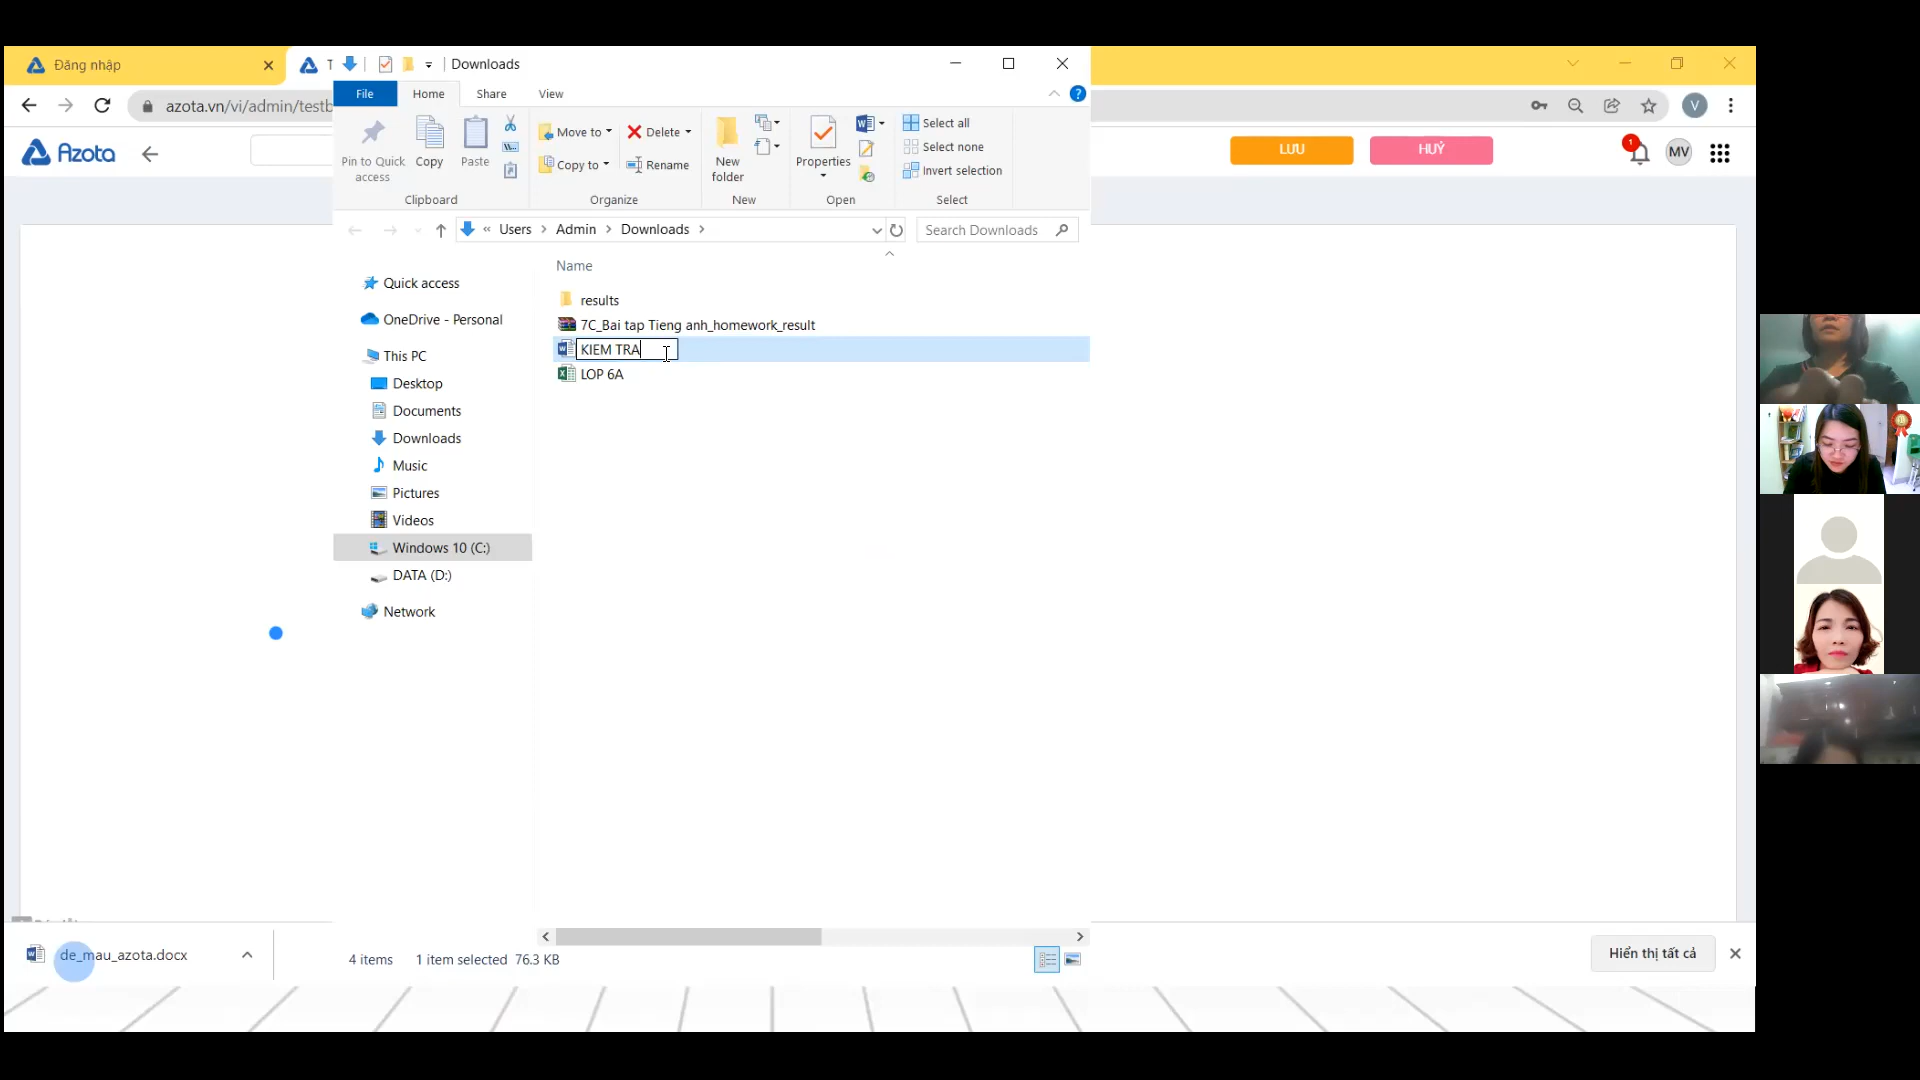 Đăng nhập
T
Downloads
azota.vn/vi/admin/testb
V
Azota
LƯU
HUỶ
1
MV
File
Home
Share
View
Pin to Quick access
Copy
Paste
Move to
Copy to
Delete
Rename
New folder
Properties
Select all
Select none
Invert selection
Clipboard
Organize
New
Open
Select
« Users > Admin > Downloads >
Search Downloads
Name
Quick access
OneDrive - Personal
This PC
Desktop
Documents
Downloads
Music
Pictures
Videos
Windows 10 (C:)
DATA (D:)
Network
results
7C_Bai tap Tieng anh_homework_result
KIEM TRA
LOP 6A
4 items
1 item selected 76.3 KB
de_mau_azota.docx
Hiển thị tất cả